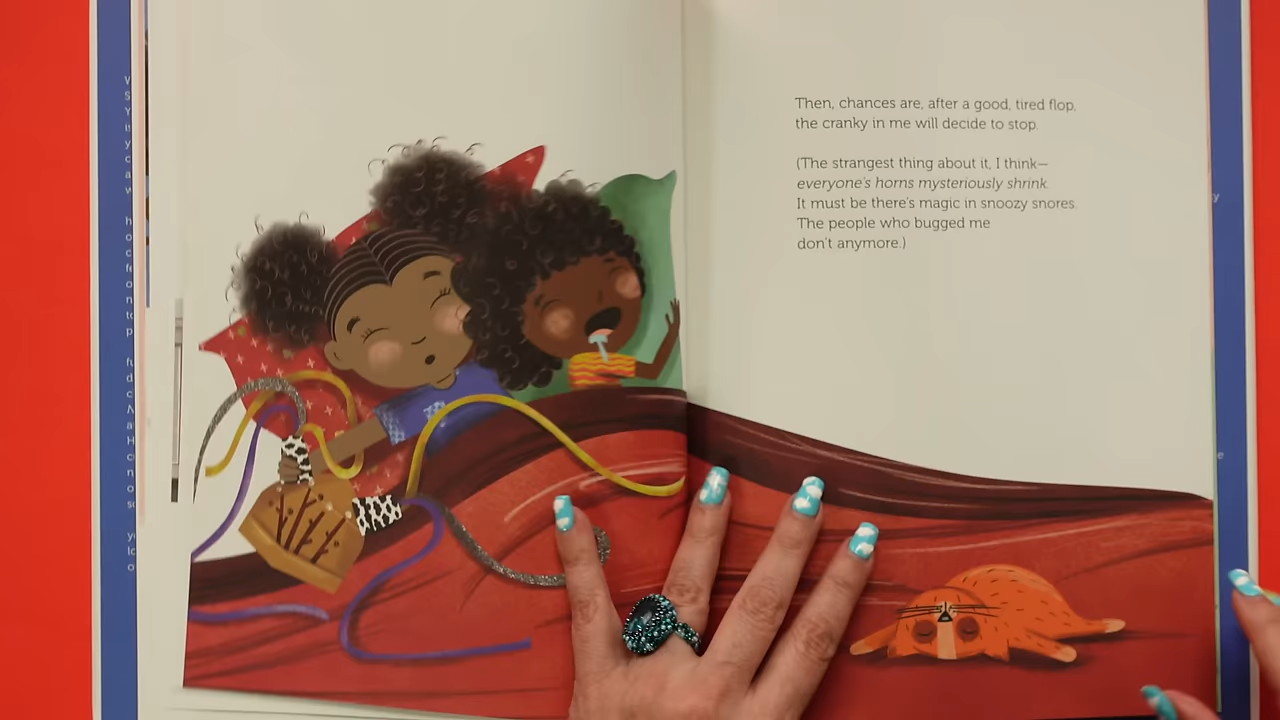 Then, chances are, after a good, tired flop,
the cranky in me will decide to stop.
(The strangest thing about it, I think—
everyone's horns mysteriously shrink.
It must be there's magic in snoozy snores.
The people who bugged me
don't anymore.)